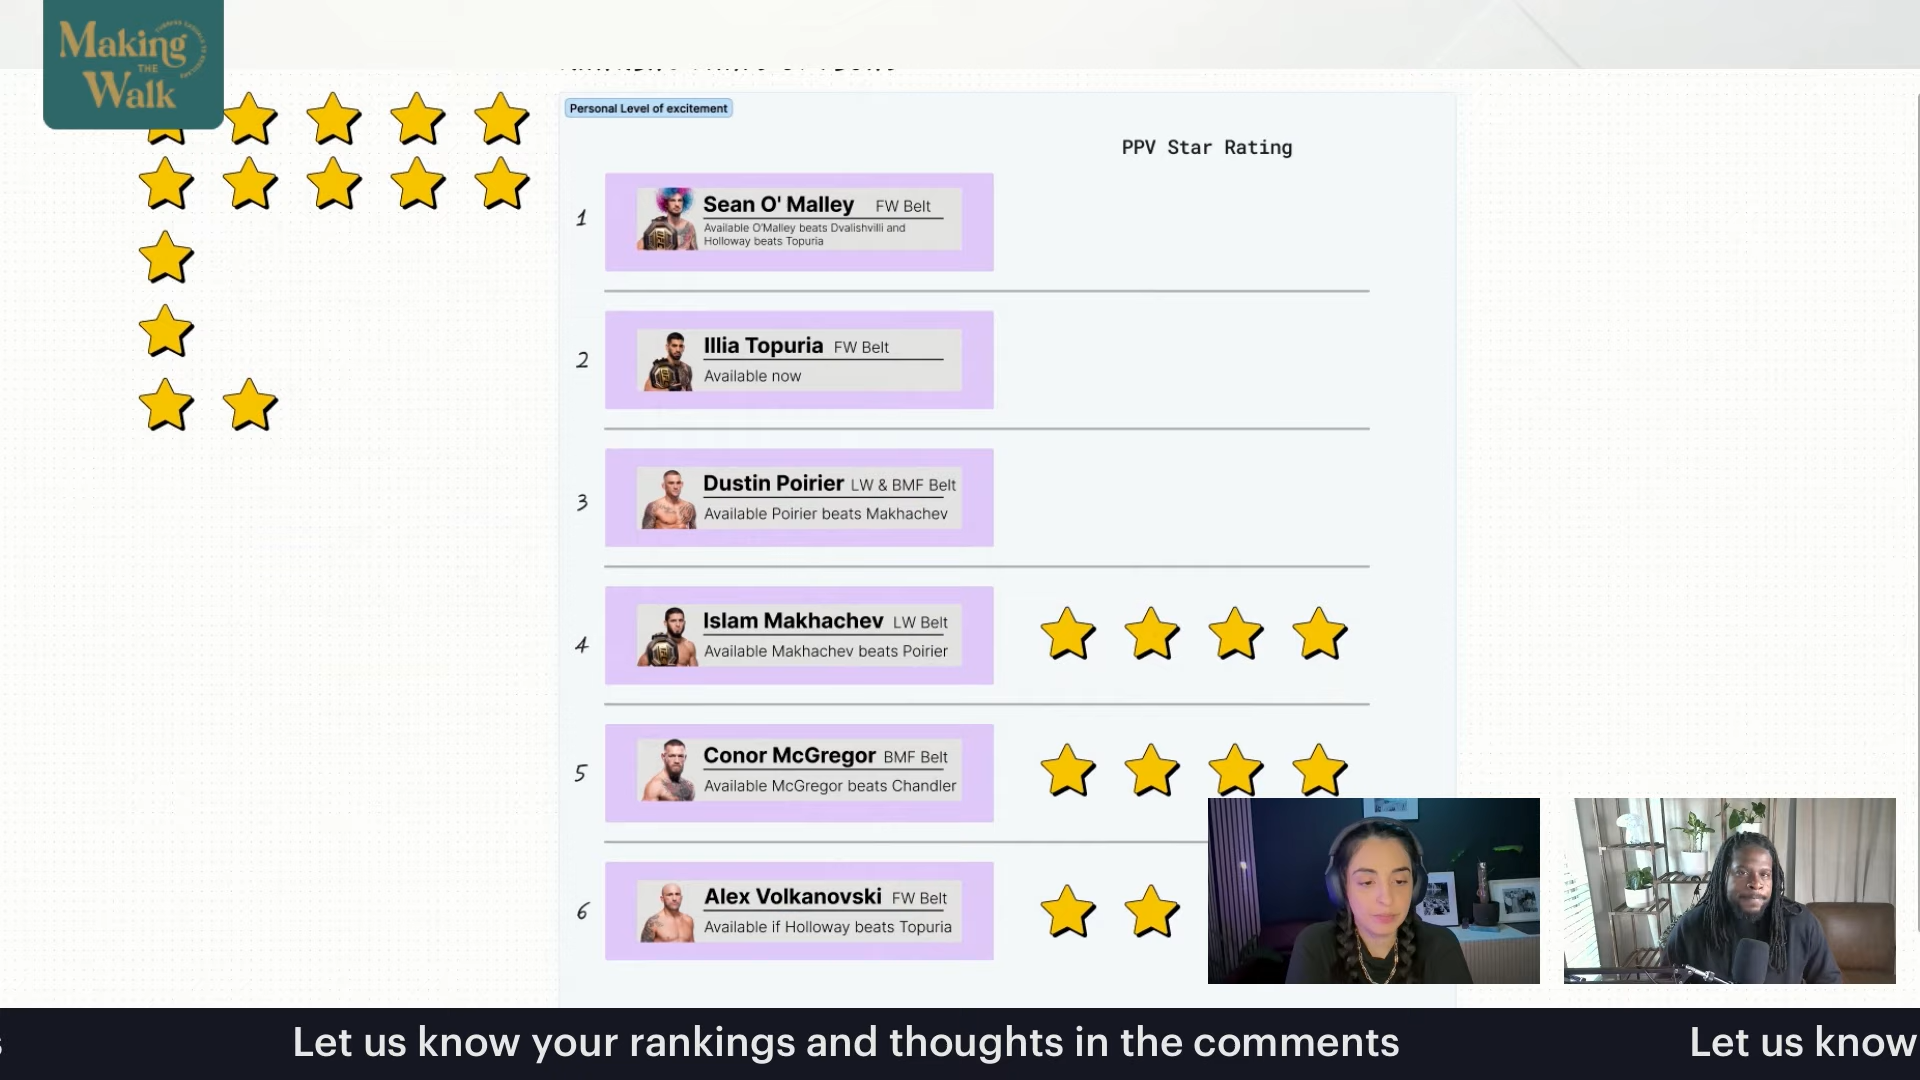 Making
THE
Walk
Personal Level of excitement
PPV Star Rating
1
Sean O' Malley FW Belt
Available O'Malley beats Dvalishvilli and
Holloway beats Topuria
2
Illia Topuria FW Belt
Available now
3
Dustin Poirier LW & BMF Belt
Available Poirier beats Makhachev
4
Islam Makhachev LW Belt
Available Makhachev beats Poirier
5
Conor McGregor BMF Belt
Available McGregor beats Chandler
6
Alex Volkanovski FW Belt
Available if Holloway beats Topuria
s Let us know your rankings and thoughts in the comments Let us know